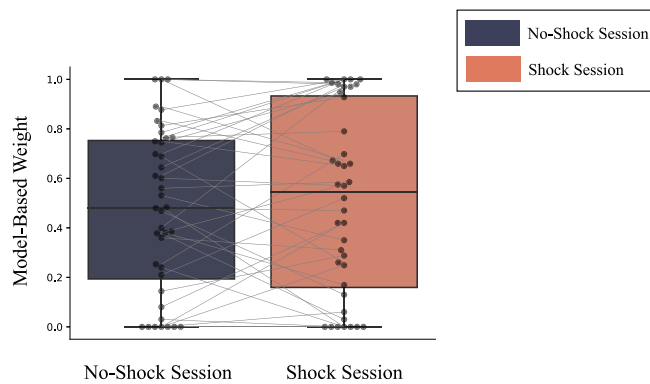 No-Shock Session
Shock Session
Model-Based Weight
1.0
0.8
0.6
0.4
0.2
0.0
No-Shock Session
Shock Session